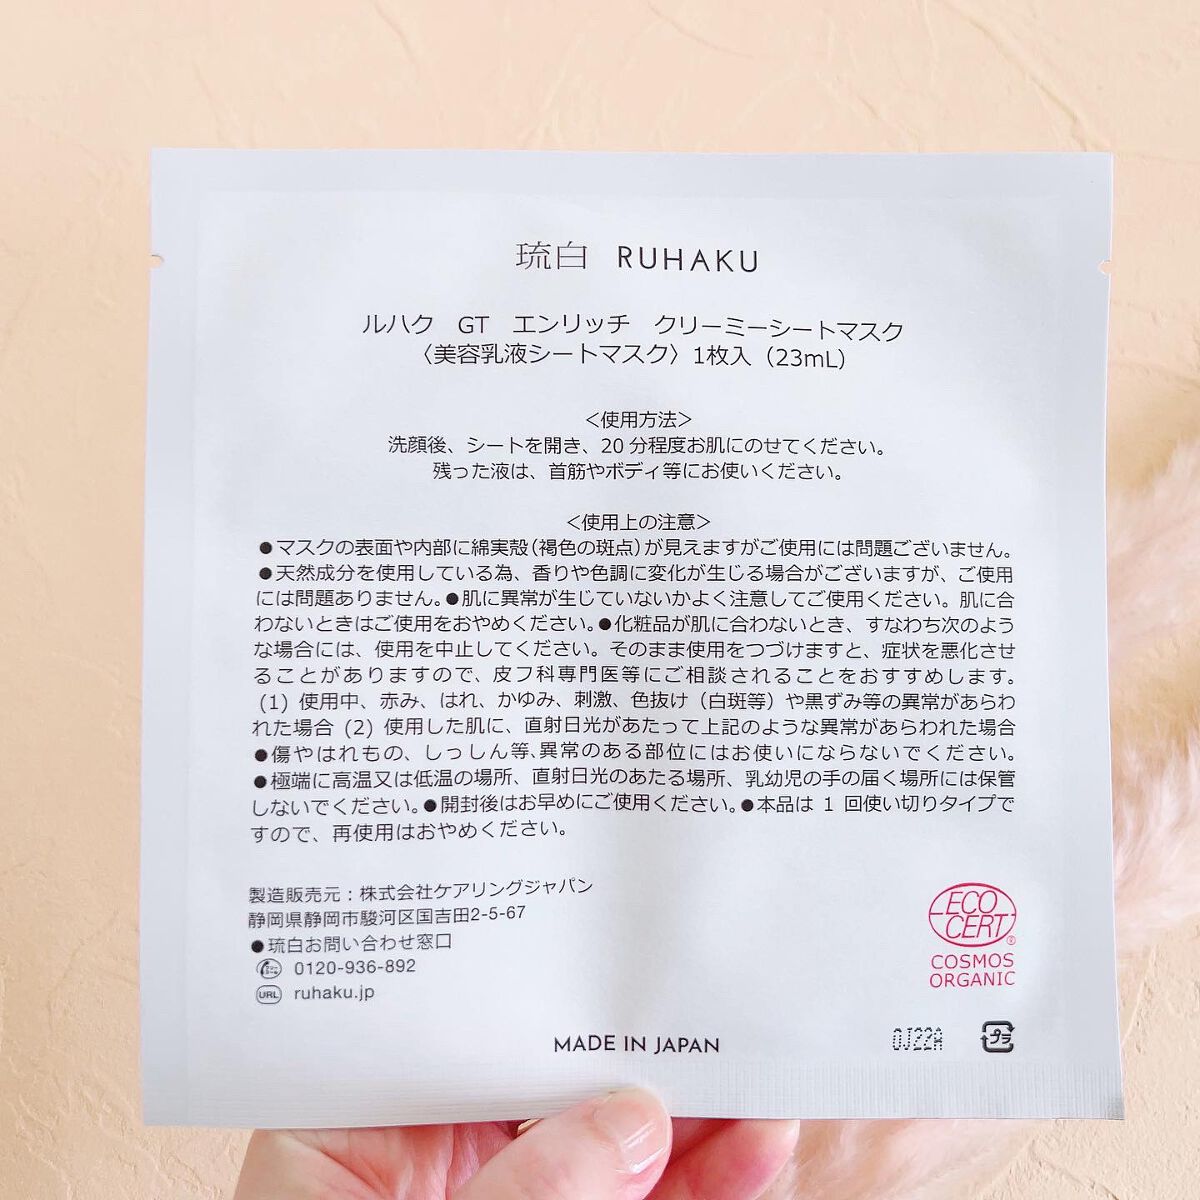 琉白 RUHAKU
ルハク GT エンリッチ クリーミーシートマスク
〈美容乳液シートマスク〉1枚入（23mL）
＜使用方法＞
洗顔後、シートを開き、20 分程度お肌にのせてください。
残った液は、首筋やボディ等にお使いください。
＜使用上の注意＞
●マスクの表面や内部に綿実殻（褐色の斑点）が見えますがご使用には問題ございません。
●天然成分を使用している為、香りや色調に変化が生じる場合がございますが、ご使用
には問題ありません。●肌に異常が生じていないかよく注意してご使用ください。肌に合
わないときはご使用をおやめください。●化粧品が肌に合わないとき、すなわち次のよう
な場合には、使用を中止してください。そのまま使用をつづけますと、症状を悪化させ
ることがありますので、皮フ科専門医等にご相談されることをおすすめします。
(1) 使用中、赤み、はれ、かゆみ、刺激、色抜け（白斑等）や黒ずみ等の異常があらわ
れた場合 (2) 使用した肌に、直射日光があたって上記のような異常があらわれた場合
●傷やはれもの、しっしん等、異常のある部位にはお使いにならないでください。
●極端に高温又は低温の場所、直射日光のあたる場所、乳幼児の手の届く場所には保管
しないでください。●開封後はお早めにご使用ください。●本品は 1 回使い切りタイプで
すので、再使用はおやめください。
製造販売元：株式会社ケアリングジャパン
静岡県静岡市駿河区国吉田2-5-67
●琉白お問い合わせ窓口
0120-936-892
URL ruhaku.jp
ECO
CERT®
COSMOS
ORGANIC
MADE IN JAPAN
OJ22A
プラ